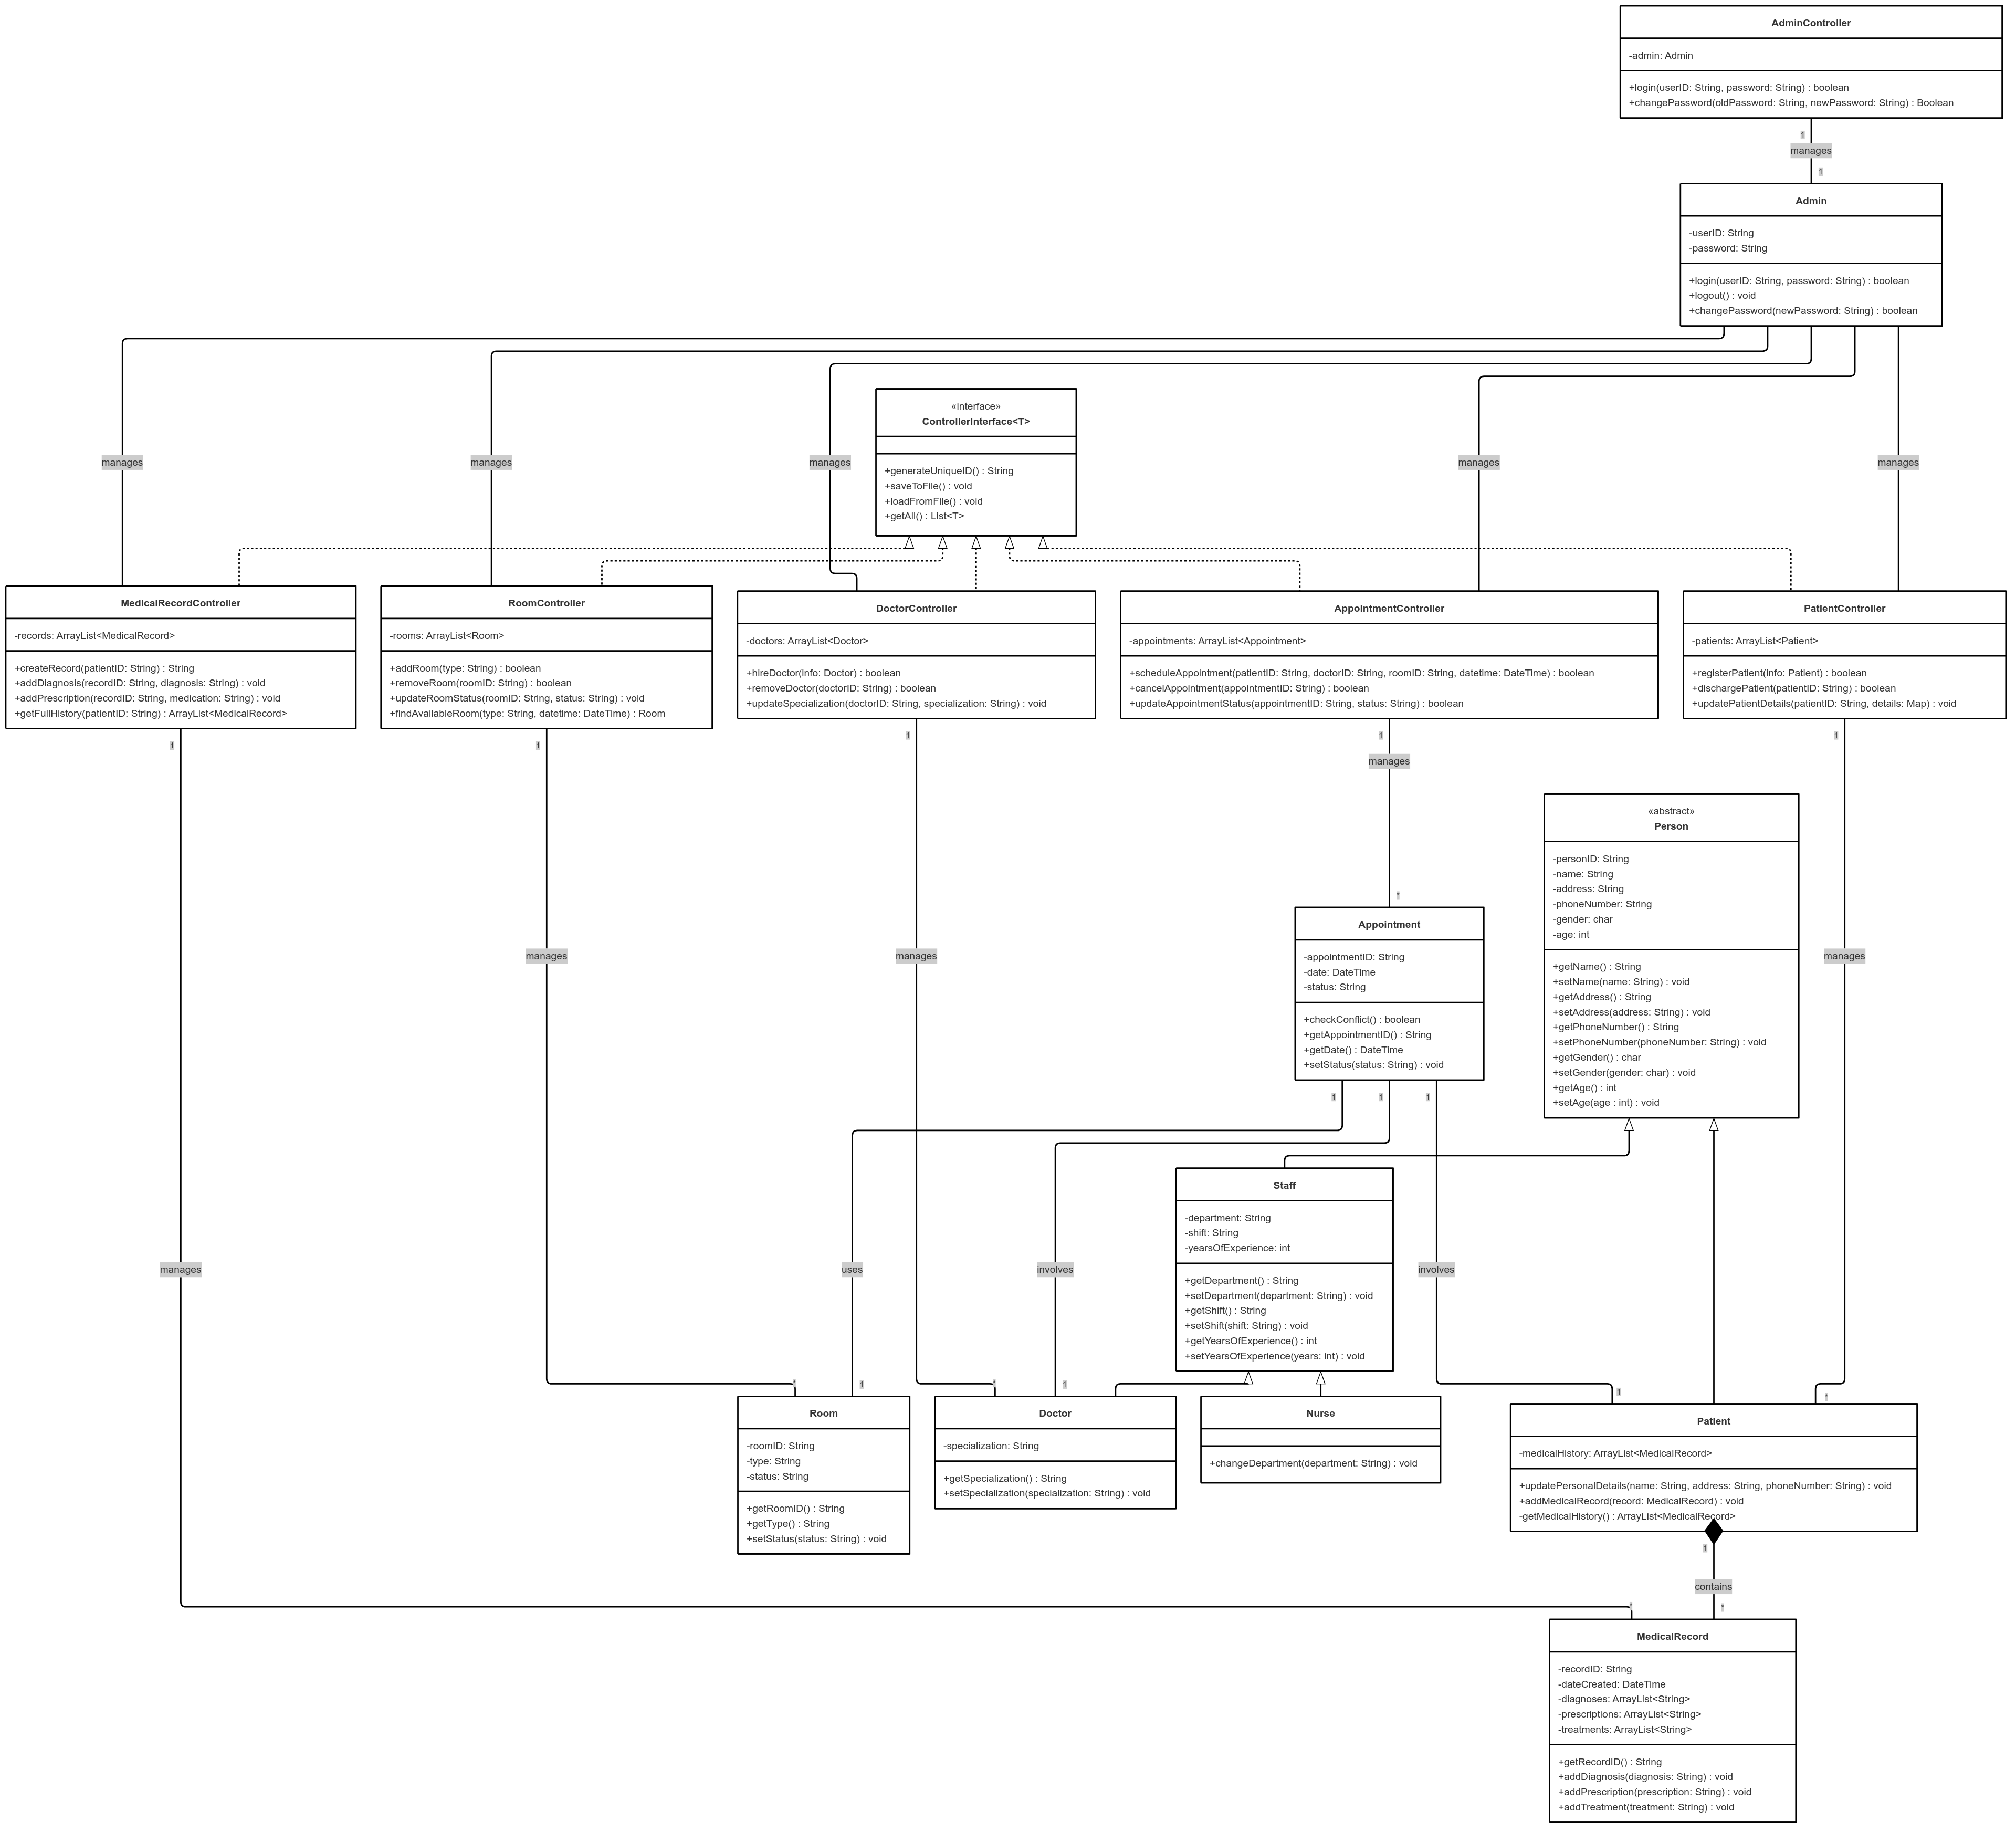 AdminController
-admin: Admin
+login(userID: String, password: String) : boolean
+changePassword(oldPassword: String, newPassword: String) : Boolean
1
manages
1
Admin
-userID: String
-password: String
+login(userID: String, password: String) : boolean
+logout() : void
+changePassword(newPassword: String) : boolean
«interface»
ControllerInterface<T>
+generateUniqueID() : String
+saveToFile() : void
+loadFromFile() : void
+getAll() : List<T>
manages
manages
manages
manages
manages
MedicalRecordController
-records: ArrayList<MedicalRecord>
+createRecord(patientID: String) : String
+addDiagnosis(recordID: String, diagnosis: String) : void
+addPrescription(recordID: String, medication: String) : void
+getFullHistory(patientID: String) : ArrayList<MedicalRecord>
RoomController
-rooms: ArrayList<Room>
+addRoom(type: String) : boolean
+removeRoom(roomID: String) : boolean
+updateRoomStatus(roomID: String, status: String) : void
+findAvailableRoom(type: String, datetime: DateTime) : Room
DoctorController
-doctors: ArrayList<Doctor>
+hireDoctor(info: Doctor) : boolean
+removeDoctor(doctorID: String) : boolean
+updateSpecialization(doctorID: String, specialization: String) : void
AppointmentController
-appointments: ArrayList<Appointment>
+scheduleAppointment(patientID: String, doctorID: String, roomID: String, datetime: DateTime) : boolean
+cancelAppointment(appointmentID: String) : boolean
+updateAppointmentStatus(appointmentID: String, status: String) : boolean
PatientController
-patients: ArrayList<Patient>
+registerPatient(info: Patient) : boolean
+dischargePatient(patientID: String) : boolean
+updatePatientDetails(patientID: String, details: Map) : void
1
1
1
1
1
manages
*
«abstract»
Person
-personID: String
-name: String
-address: String
-phoneNumber: String
-gender: char
-age: int
+getName() : String
+setName(name: String) : void
+getAddress() : String
+setAddress(address: String) : void
+getPhoneNumber() : String
+setPhoneNumber(phoneNumber: String) : void
+getGender() : char
+setGender(gender: char) : void
+getAge() : int
+setAge(age : int) : void
Appointment
-appointmentID: String
-date: DateTime
-status: String
+checkConflict() : boolean
+getAppointmentID() : String
+getDate() : DateTime
+setStatus(status: String) : void
manages
manages
manages
1
1
1
Staff
-department: String
-shift: String
-yearsOfExperience: int
+getDepartment() : String
+setDepartment(department: String) : void
+getShift() : String
+setShift(shift: String) : void
+getYearsOfExperience() : int
+setYearsOfExperience(years: int) : void
manages
uses
involves
involves
*
1
*
1
1
*
Room
-roomID: String
-type: String
-status: String
+getRoomID() : String
+getType() : String
+setStatus(status: String) : void
Doctor
-specialization: String
+getSpecialization() : String
+setSpecialization(specialization: String) : void
Nurse
+changeDepartment(department: String) : void
Patient
-medicalHistory: ArrayList<MedicalRecord>
+updatePersonalDetails(name: String, address: String, phoneNumber: String) : void
+addMedicalRecord(record: MedicalRecord) : void
-getMedicalHistory() : ArrayList<MedicalRecord>
1
contains
*
*
MedicalRecord
-recordID: String
-dateCreated: DateTime
-diagnoses: ArrayList<String>
-prescriptions: ArrayList<String>
-treatments: ArrayList<String>
+getRecordID() : String
+addDiagnosis(diagnosis: String) : void
+addPrescription(prescription: String) : void
+addTreatment(treatment: String) : void